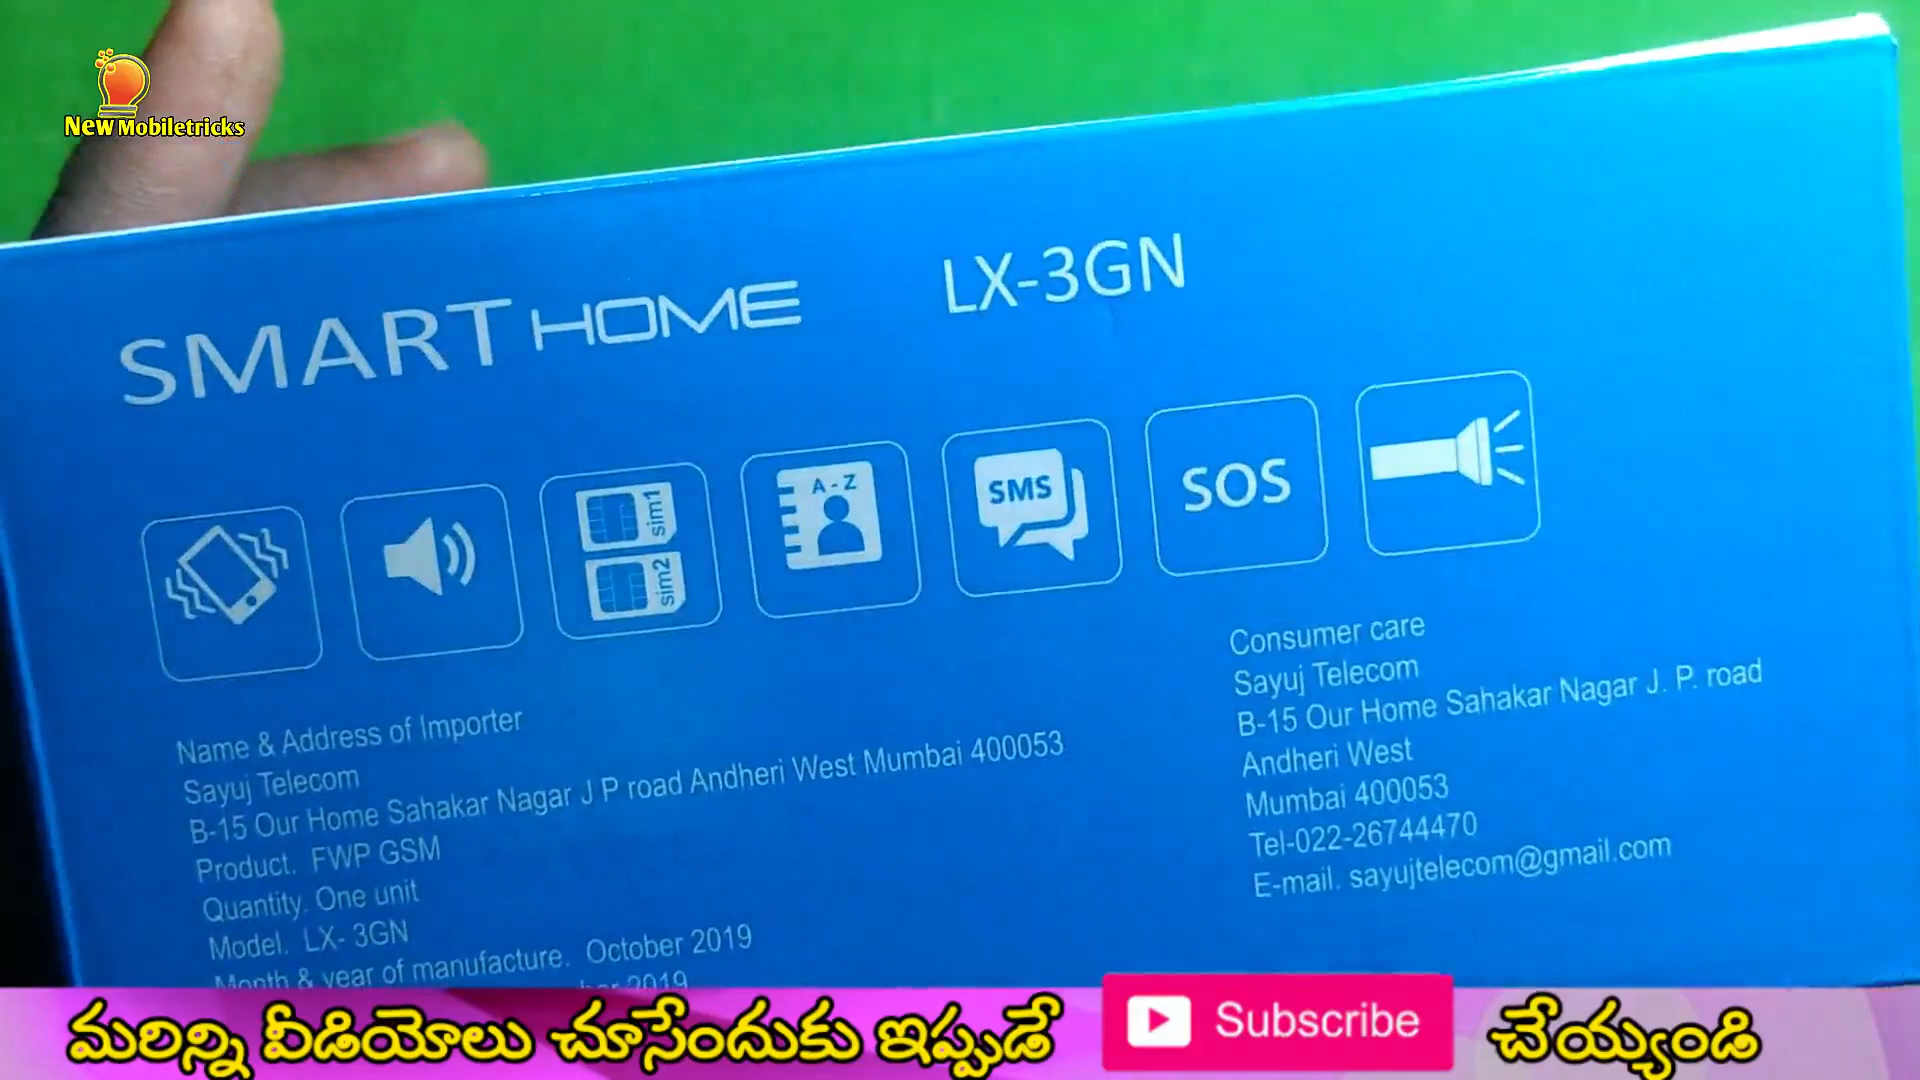 New Mobiletricks
SMART HOME LX-3GN
sim1
sim2
A - Z
SMS
SOS
Name & Address of Importer
Sayuj Telecom
B-15 Our Home Sahakar Nagar J P road Andheri West Mumbai 400053
Product. FWP GSM
Quantity. One unit
Model. LX- 3GN
Month & year of manufacture. October 2019
2019
Consumer care
Sayuj Telecom
B-15 Our Home Sahakar Nagar J. P. road
Andheri West
Mumbai 400053
Tel-022-26744470
E-mail. sayujtelecom@gmail.com
మరిన్ని వీడియోలు చూసేందుకు ఇప్పుడే Subscribe చేయ్యండి